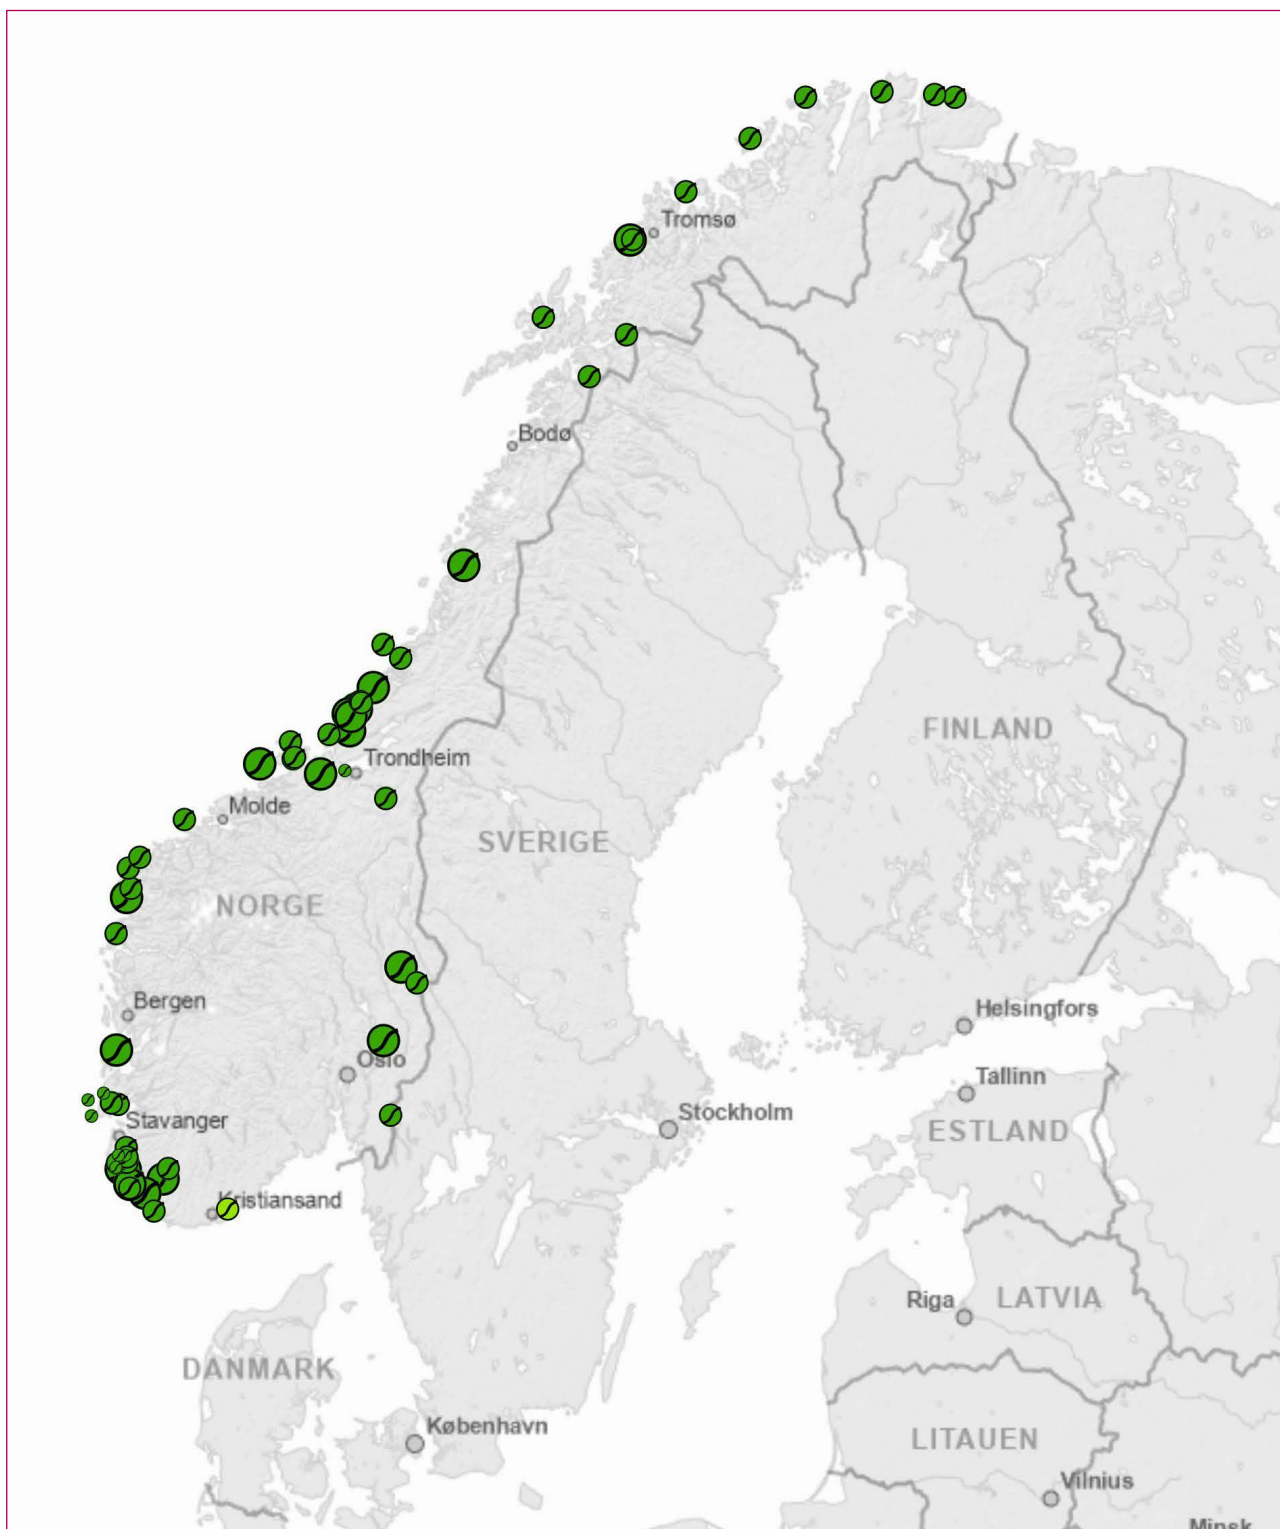 Tromsø
Bodø
FINLAND
Trondheim
Molde
SVERIGE
NORGE
Bergen
Helsingfors
Oslo
Tallinn
Stockholm
Stavanger
ESTLAND
Kristiansand
Riga
LATVIA
DANMARK
København
LITAUEN
Vilnius
Minsk